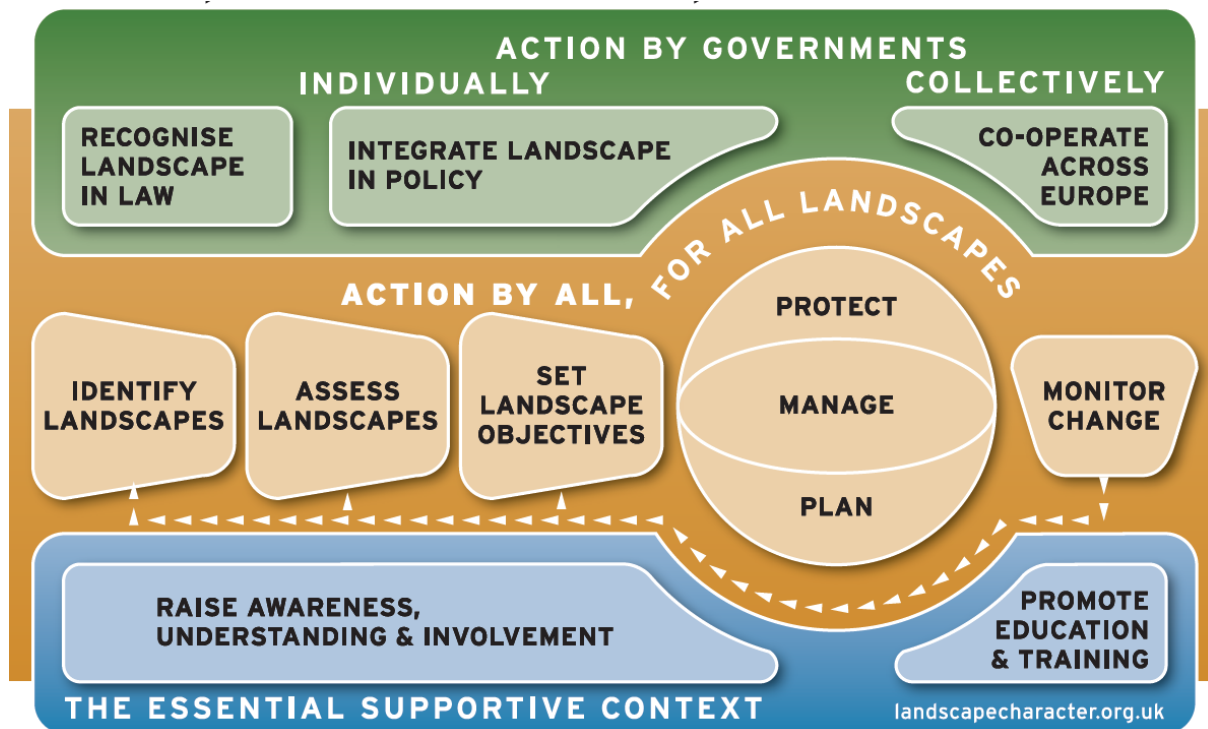 ACTION BY GOVERNMENTS
INDIVIDUALLY
COLLECTIVELY
RECOGNISE
LANDSCAPE
IN LAW
INTEGRATE LANDSCAPE
IN POLICY
CO-OPERATE
ACROSS
EUROPE
ACTION BY ALL,
FOR ALL LANDSCAPES
IDENTIFY
LANDSCAPES
ASSESS
LANDSCAPES
SET
LANDSCAPE
OBJECTIVES
PROTECT
MANAGE
PLAN
MONITOR
CHANGE
RAISE AWARENESS,
UNDERSTANDING & INVOLVEMENT
PROMOTE
EDUCATION
& TRAINING
THE ESSENTIAL SUPPORTIVE CONTEXT
landscapecharacter.org.uk